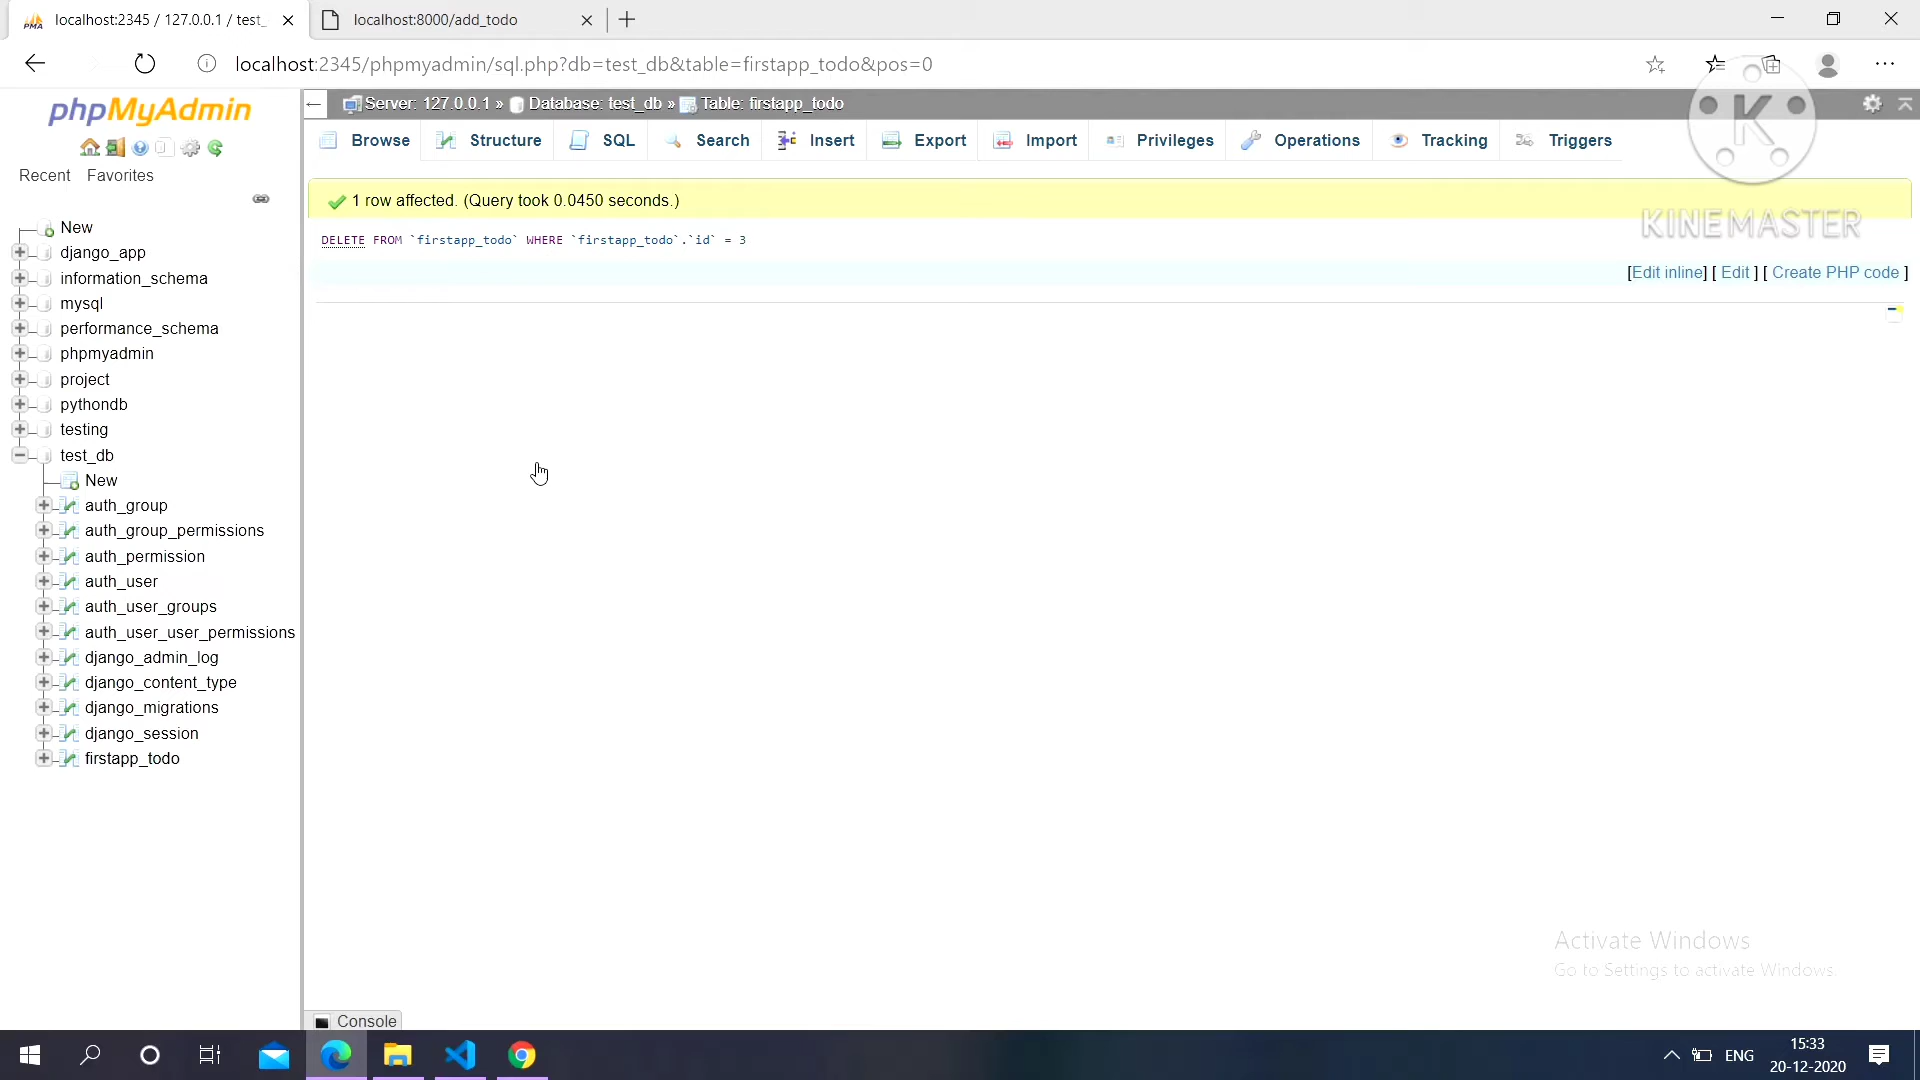 localhost:2345 / 127.0.0.1 / test_
localhost:8000/add_todo
localhost:2345/phpmyadmin/sql.php?db=test_db&table=firstapp_todo&pos=0
phpMyAdmin
Recent Favorites
New
django_app
information_schema
mysql
performance_schema
phpmyadmin
project
pythondb
testing
test_db
New
auth_group
auth_group_permissions
auth_permission
auth_user
auth_user_groups
auth_user_user_permissions
django_admin_log
django_content_type
django_migrations
django_session
firstapp_todo
Server: 127.0.0.1 » Database: test_db » Table: firstapp_todo
Browse Structure SQL Search Insert Export Import Privileges Operations Tracking Triggers
1 row affected. (Query took 0.0450 seconds.)
DELETE FROM `firstapp_todo` WHERE `firstapp_todo`.`id` = 3
[Edit inline] [ Edit ] [ Create PHP code ]
K
KINEMASTER
Activate Windows
Go to Settings to activate Windows.
Console
ENG
15:33
20-12-2020